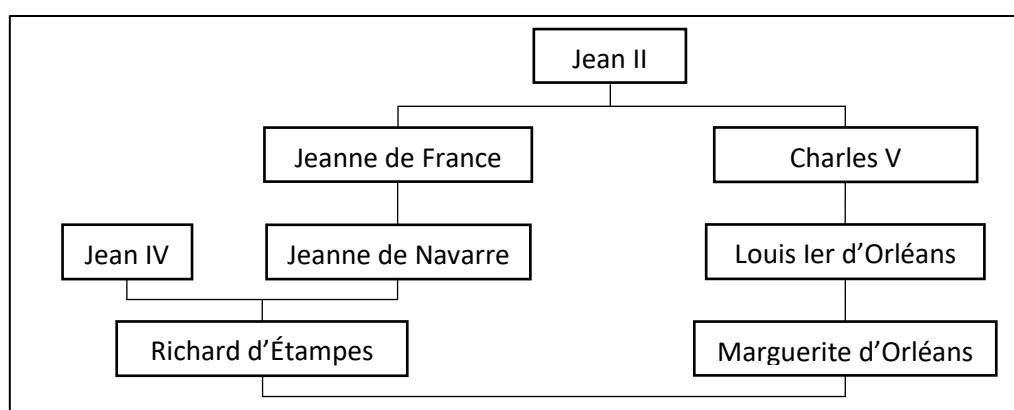 Jean II
Jeanne de France
Charles V
Jean IV
Jeanne de Navarre
Louis Ier d’Orléans
Richard d’Étampes
Marguerite d’Orléans